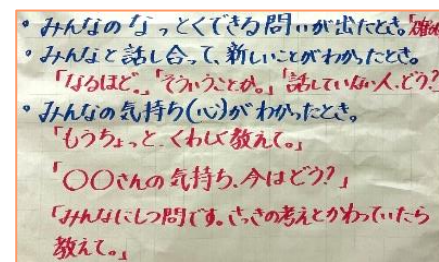 ・みんなのなっとくできる問いが出たとき。「確か
・みんなと話し合って、新しいことがわかったとき。
「なるほど。」「そういうことか。」「話していない人、どう?
・みんなの気持ち(心)がわかったとき。
「もうちょっと、くわしく教えて。」
「○○さんの気持ち、今はどう?」
「みんなにしつ問です。さっきの考えとかわっていたら
教えて。」